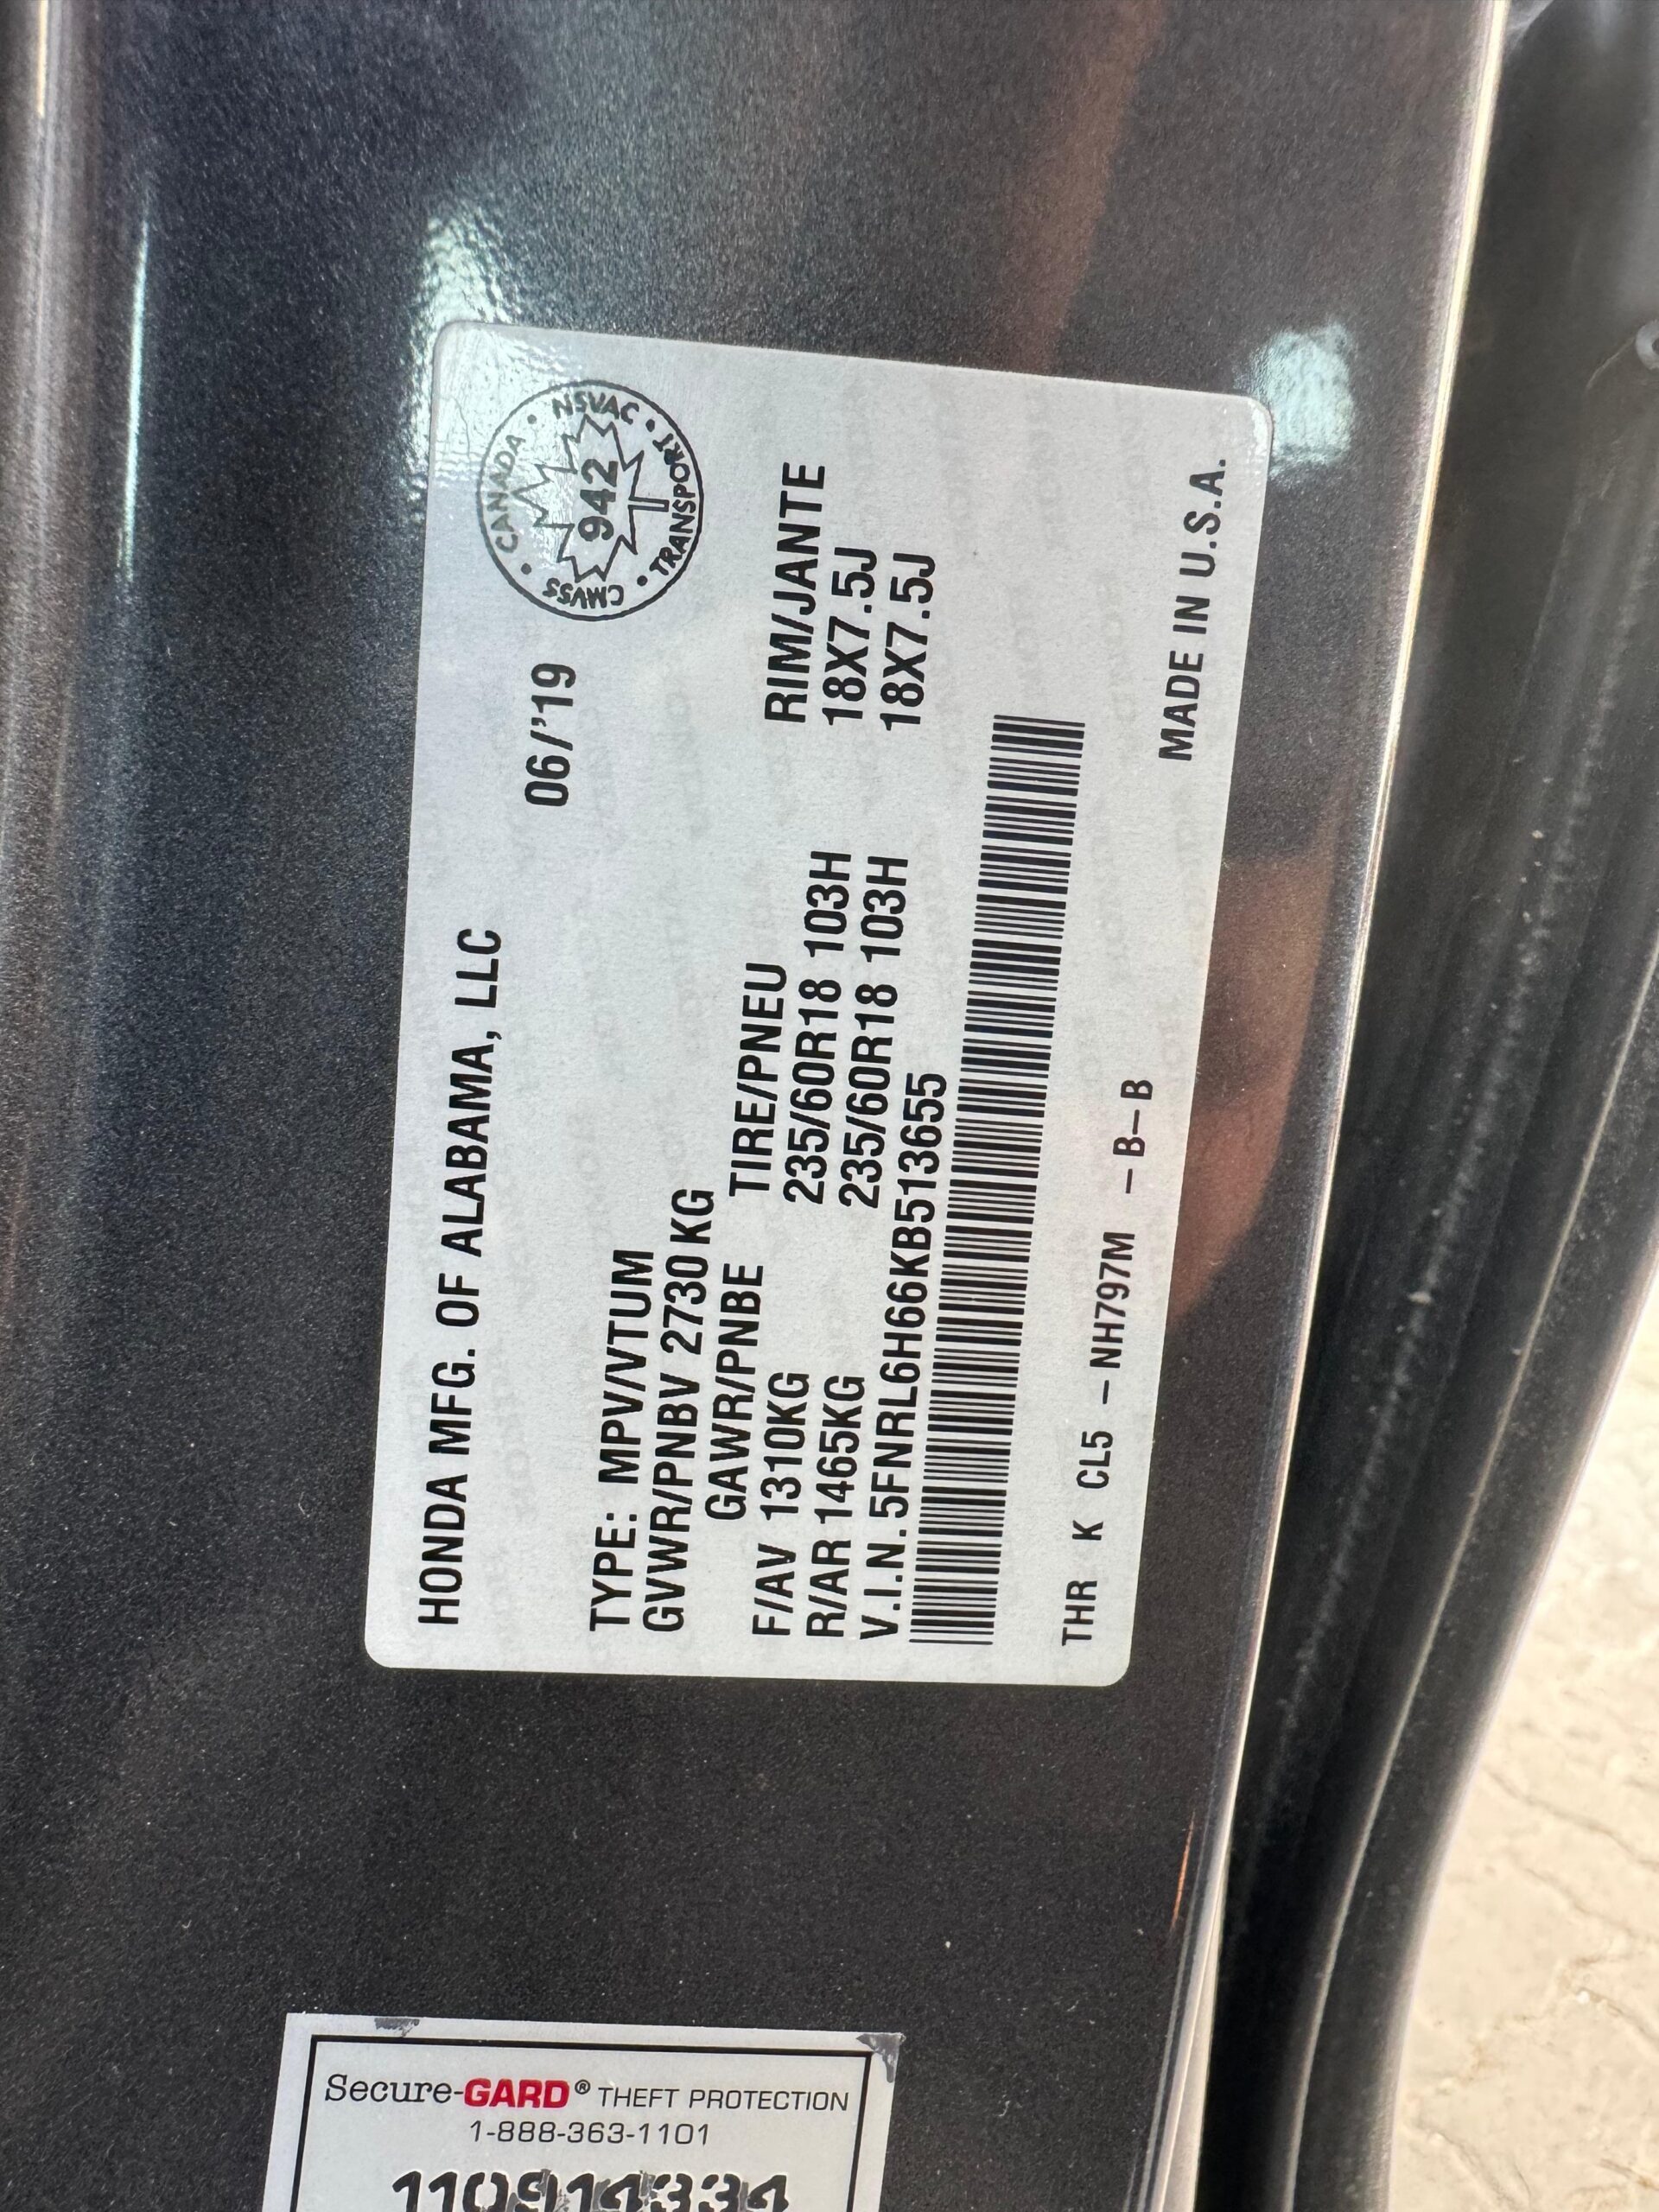 HONDA MFG. OF ALABAMA, LLC
06/'19
CANADA • NSVAC • TRANSPORT • CMVSS •
942
TYPE: MPV/VTUM
GVWR/PNBV 2730KG
GAWR/PNBE TIRE/PNEU RIM/JANTE
F/AV 1310KG 235/60R18 103H 18X7.5J
R/AR 1465KG 235/60R18 103H 18X7.5J
V.I.N.5FNRL6H66KB513655
THR K CL5 –NH797M –B–B MADE IN U.S.A.
Secure-GARD® THEFT PROTECTION
1-888-363-1101
110914334